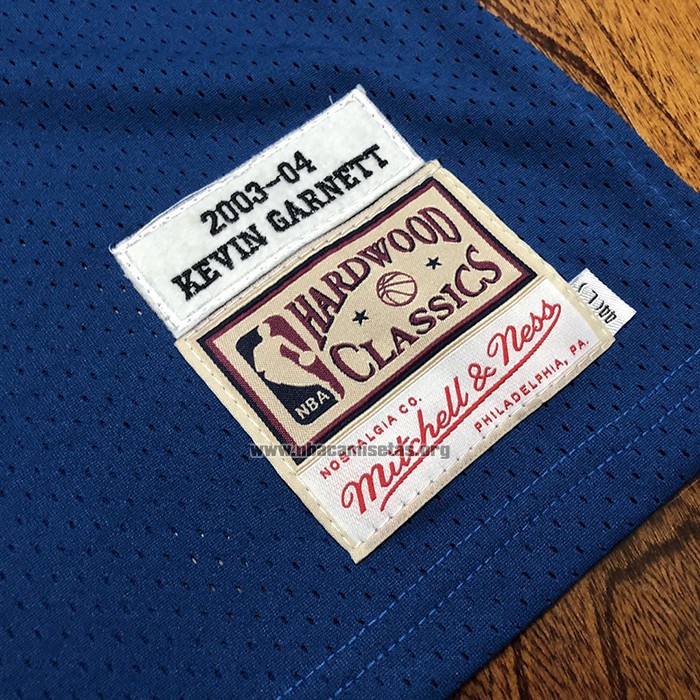 2003-04
KEVIN GARNETT
HARDWOOD
CLASSICS
NBA
NOSTALGIA CO.
Mitchell & Ness
PHILADELPHIA, PA.
www.nbacamisetas.org